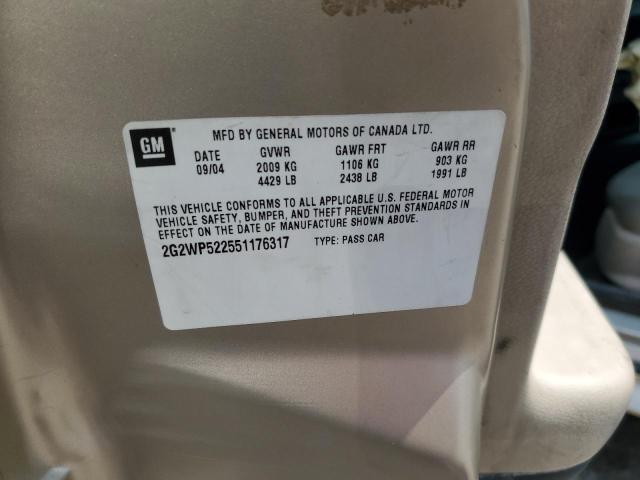 GM
MFD BY GENERAL MOTORS OF CANADA LTD.
DATE GVWR GAWR FRT GAWR RR
09/04 2009 KG 1106 KG 903 KG
4429 LB 2438 LB 1991 LB
THIS VEHICLE CONFORMS TO ALL APPLICABLE U.S. FEDERAL MOTOR
VEHICLE SAFETY, BUMPER, AND THEFT PREVENTION STANDARDS IN
EFFECT ON THE DATE OF MANUFACTURE SHOWN ABOVE.
2G2WP522551176317 TYPE: PASS CAR